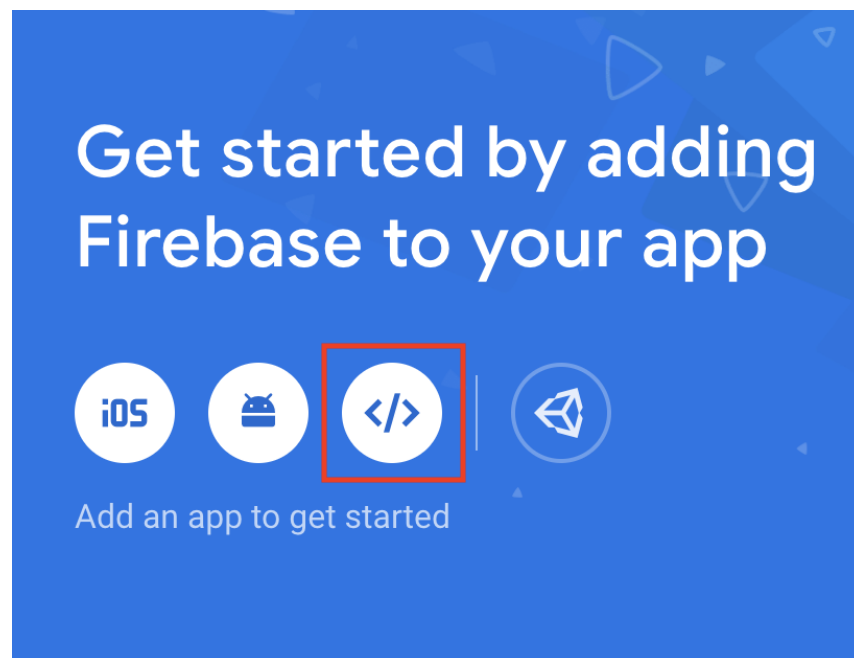 Get started by adding
Firebase to your app
iOS
</>
Add an app to get started